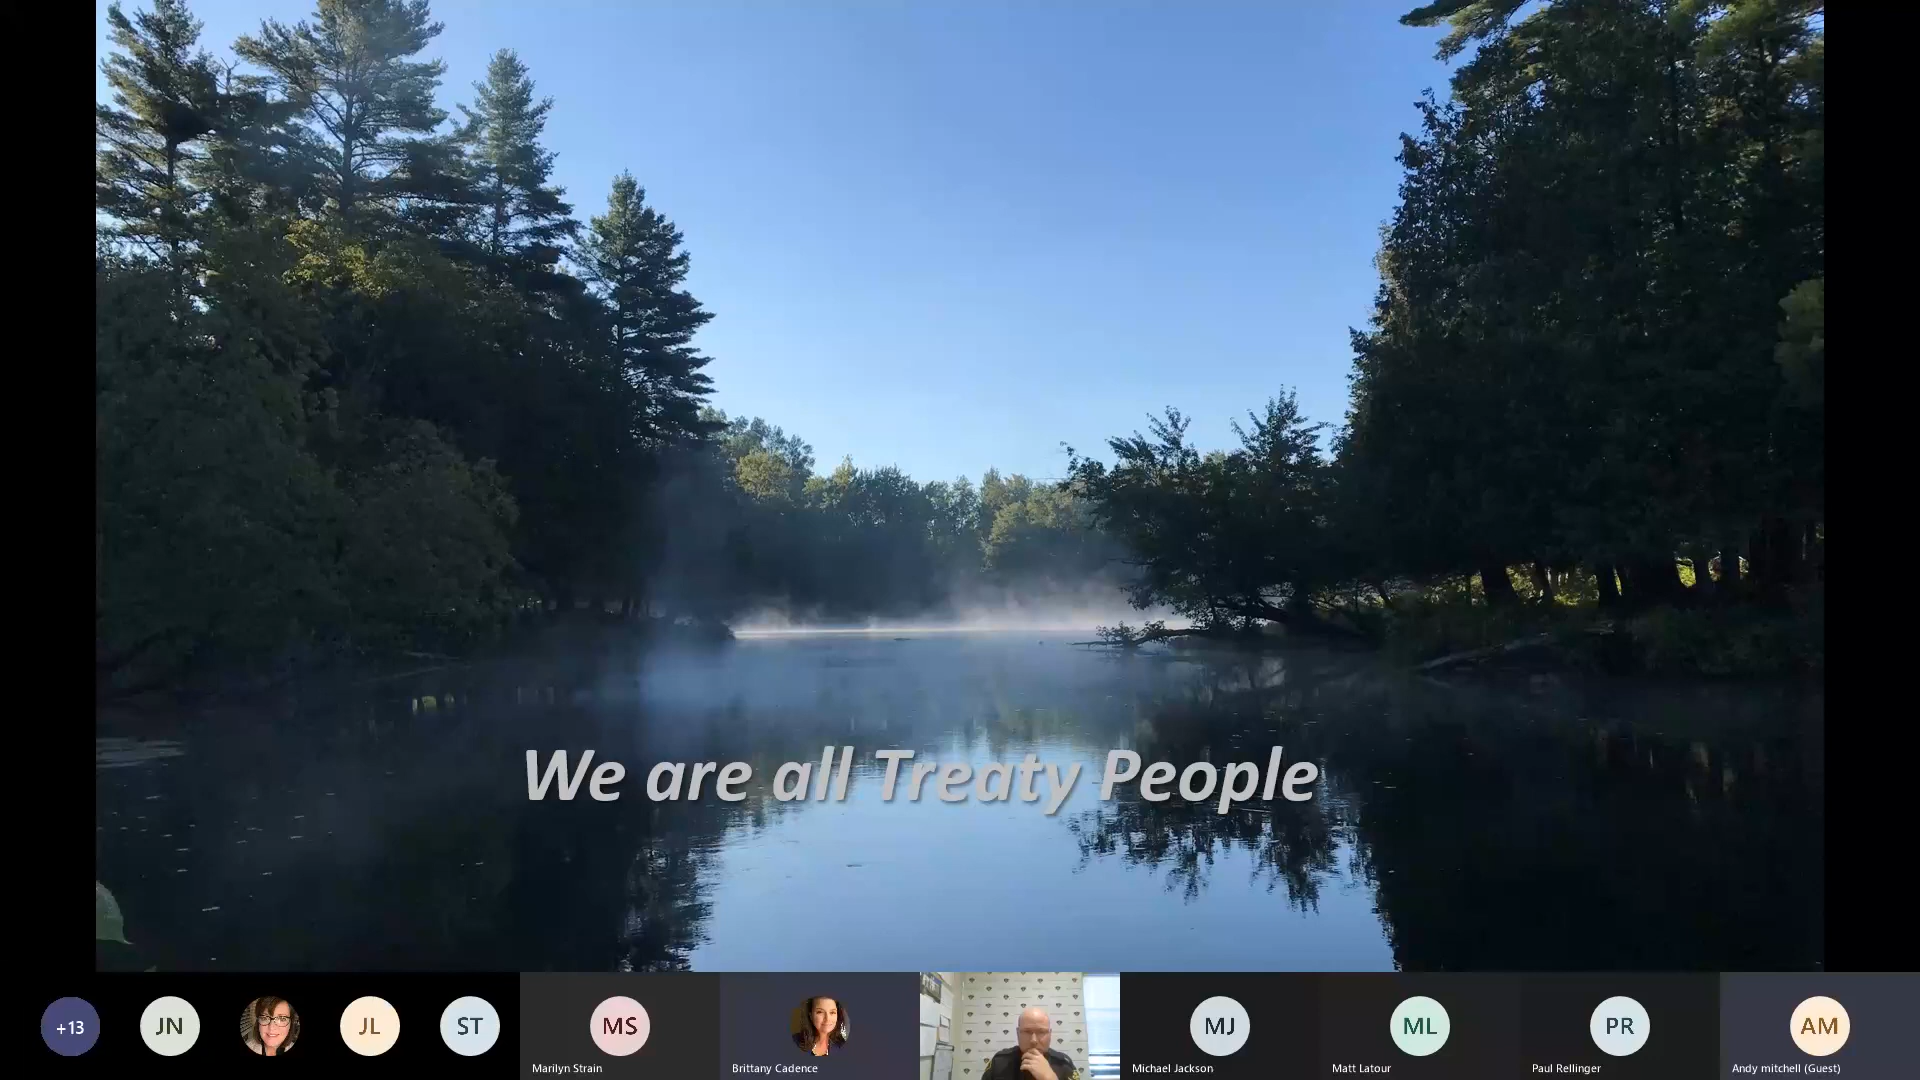 We are all Treaty People
+13
JN
JL
ST
MS
MJ
ML
PR
AM
Marilyn Strain
Brittany Cadence
Michael Jackson
Matt Latour
Paul Rellinger
Andy mitchell (Guest)